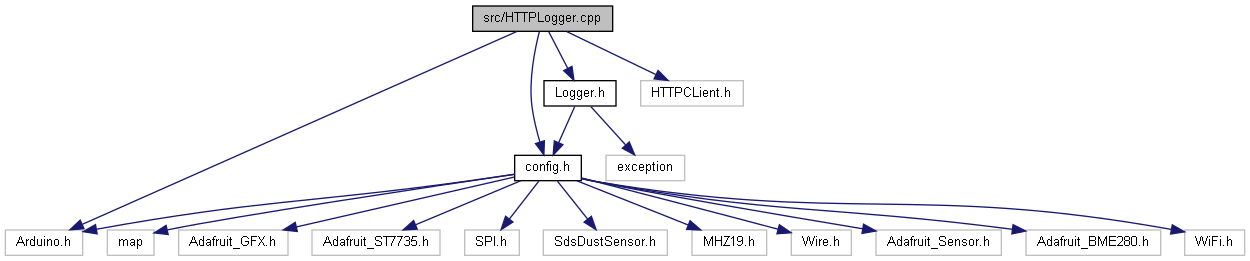 src/HTTPLogger.cpp
Logger.h
HTTPCLient.h
config.h
exception
Arduino.h
map
Adafruit_GFX.h
Adafruit_ST7735.h
SPI.h
SdsDustSensor.h
MHZ19.h
Wire.h
Adafruit_Sensor.h
Adafruit_BME280.h
WiFi.h